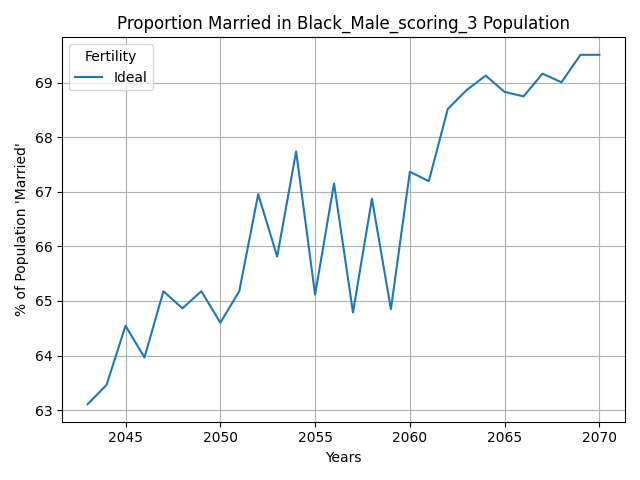 Proportion Married in Black_Male_scoring_3 Population
Fertility
Ideal
% of Population 'Married'
69
68
67
66
65
64
63
2045 2050 2055 2060 2065 2070
Years